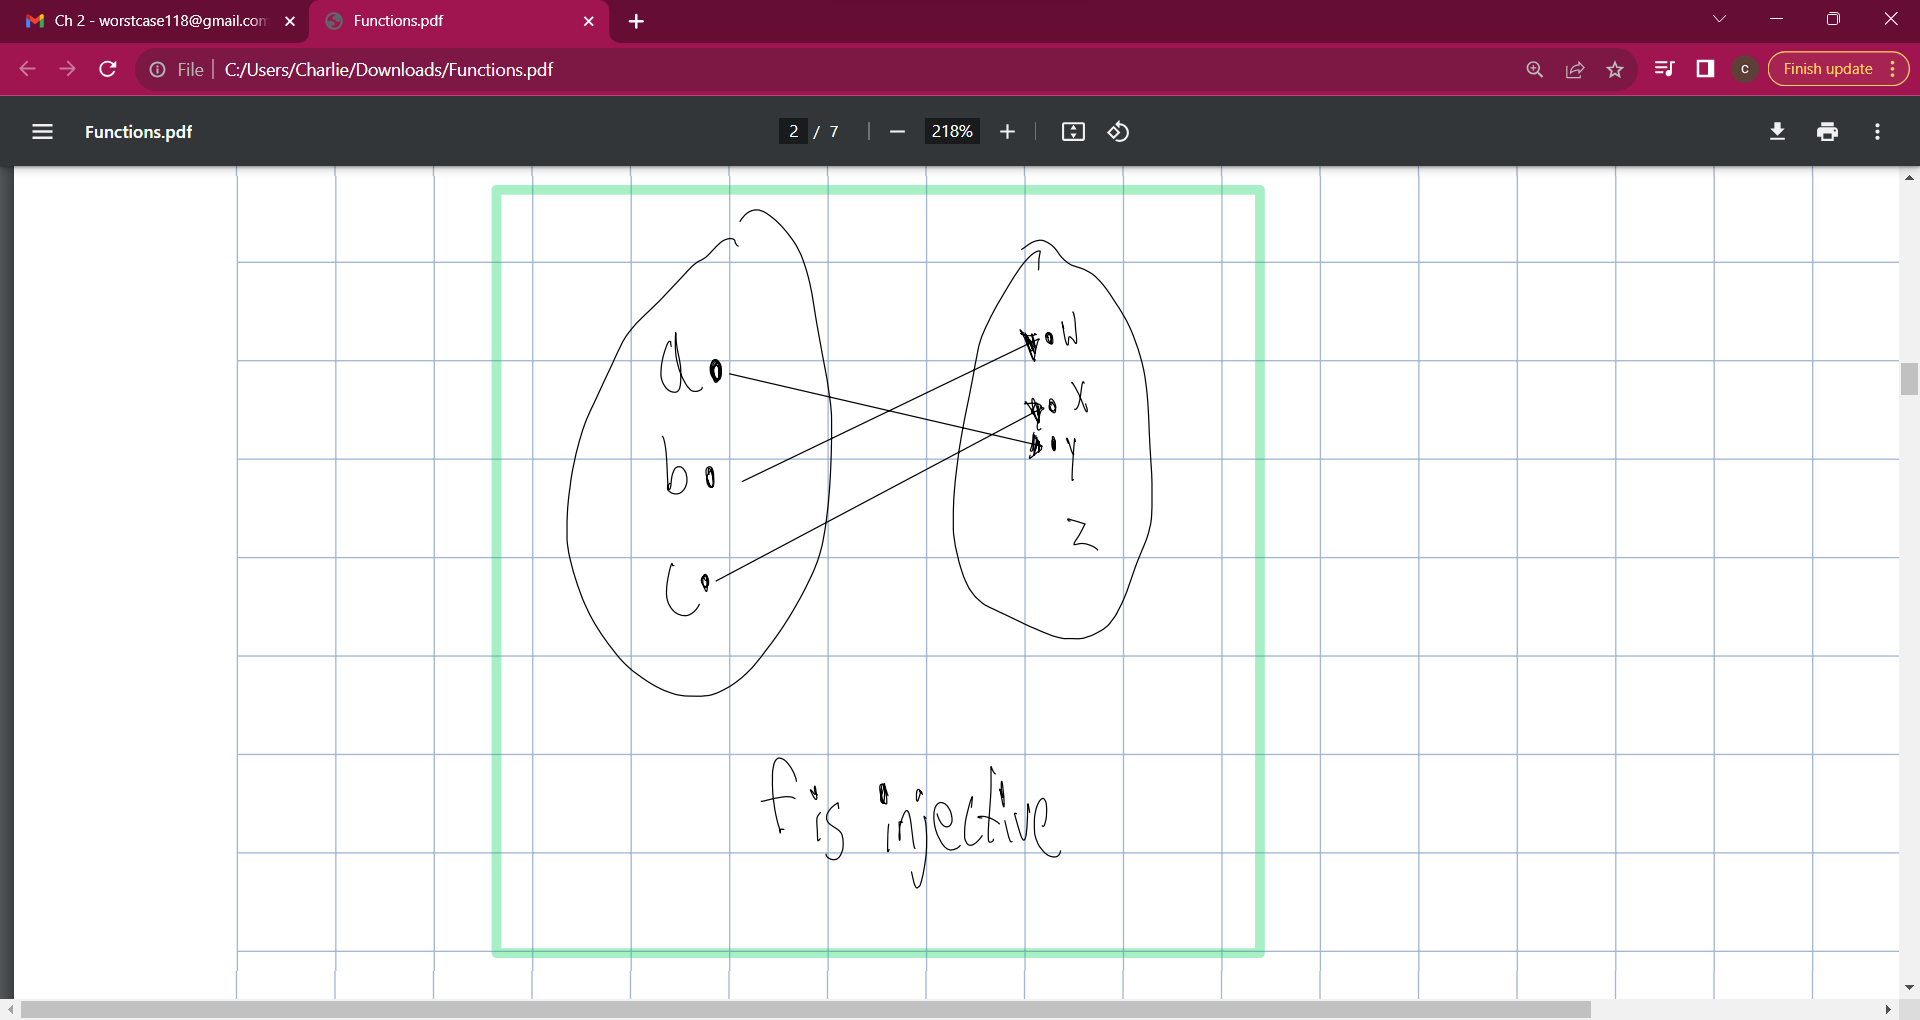 Ch 2 - worstcase118@gmail.com
Functions.pdf
File
C:/Users/Charlie/Downloads/Functions.pdf
C
Finish update
Functions.pdf
2 / 7
218%
a
b
c
W
X
Y
Z
f is injective